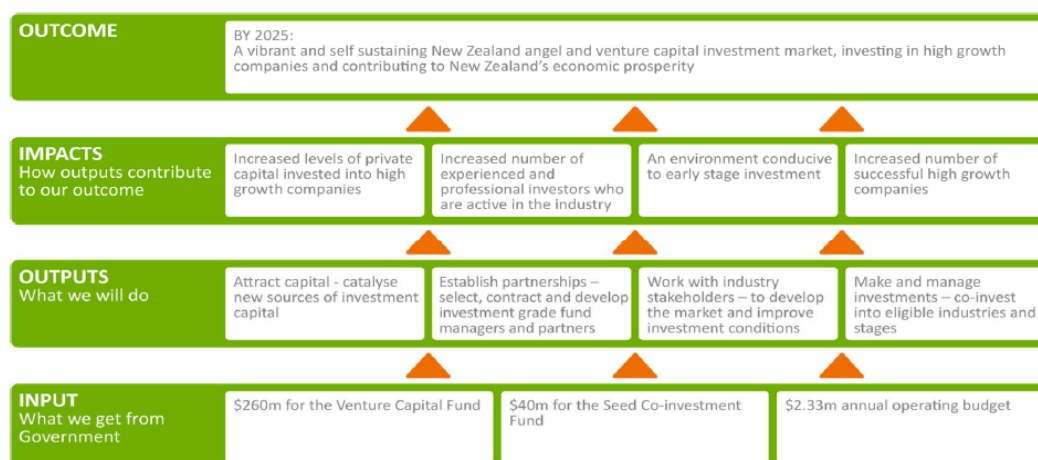 OUTCOME
BY 2025:
A vibrant and self sustaining New Zealand angel and venture capital investment market, investing in high growth
companies and contributing to New Zealand's economic prosperity
IMPACTS
How outputs contribute
to our outcome
Increased levels of private
capital invested into high
growth companies
Increased number of
experienced and
professional investors who
are active in the industry
An environment conducive
to early stage investment
Increased number of
successful high growth
companies
OUTPUTS
What we will do
Attract capital - catalyse
new sources of investment
capital
Establish partnerships –
select, contract and develop
investment grade fund
managers and partners
Work with industry
stakeholders – to develop
the market and improve
investment conditions
Make and manage
investments – co-invest
into eligible industries and
stages
INPUT
What we get from
Government
$260m for the Venture Capital Fund
$40m for the Seed Co-investment
Fund
$2.33m annual operating budget